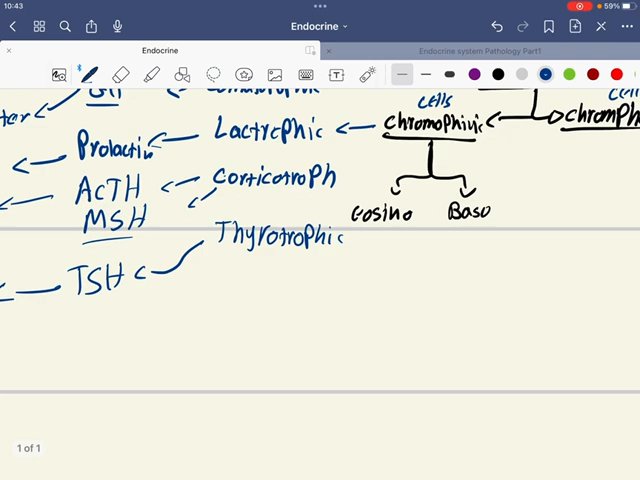 10:43
59%
Endocrine
Endocrine
Endocrine system Pathology Part1
cells
Prolactin
Lactrophic
chromophilic
ACTH
corticotroph
MSH
Eosino
Baso
Thyrotrophic
TSH
1 of 1